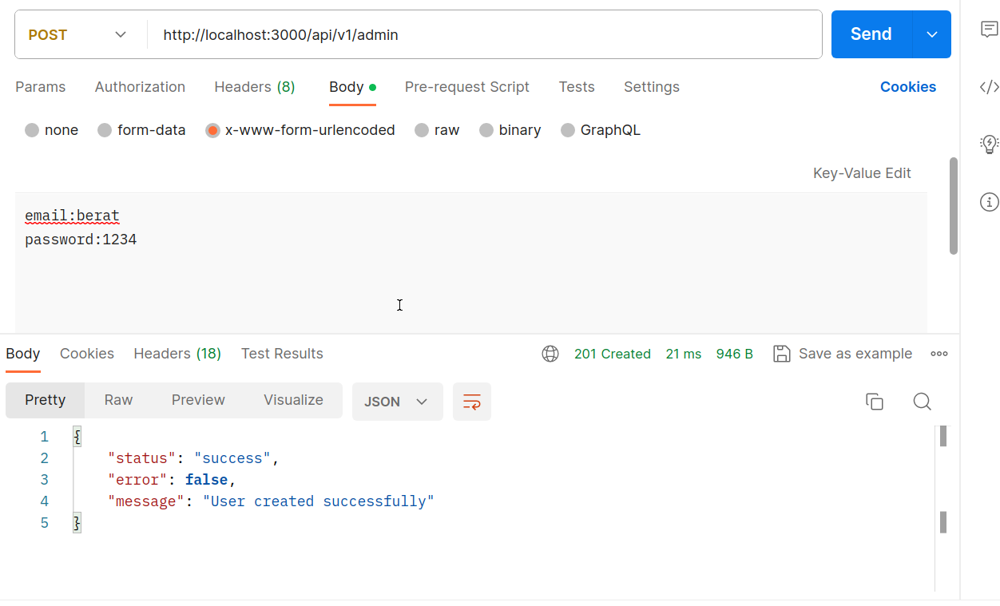 POST http://localhost:3000/api/v1/admin Send
Params Authorization Headers (8) Body Pre-request Script Tests Settings Cookies
none form-data x-www-form-urlencoded raw binary GraphQL
Key-Value Edit
email:berat
password:1234
Body Cookies Headers (18) Test Results 201 Created 21 ms 946 B Save as example
Pretty Raw Preview Visualize JSON
1 {
2 "status": "success",
3 "error": false,
4 "message": "User created successfully"
5 }